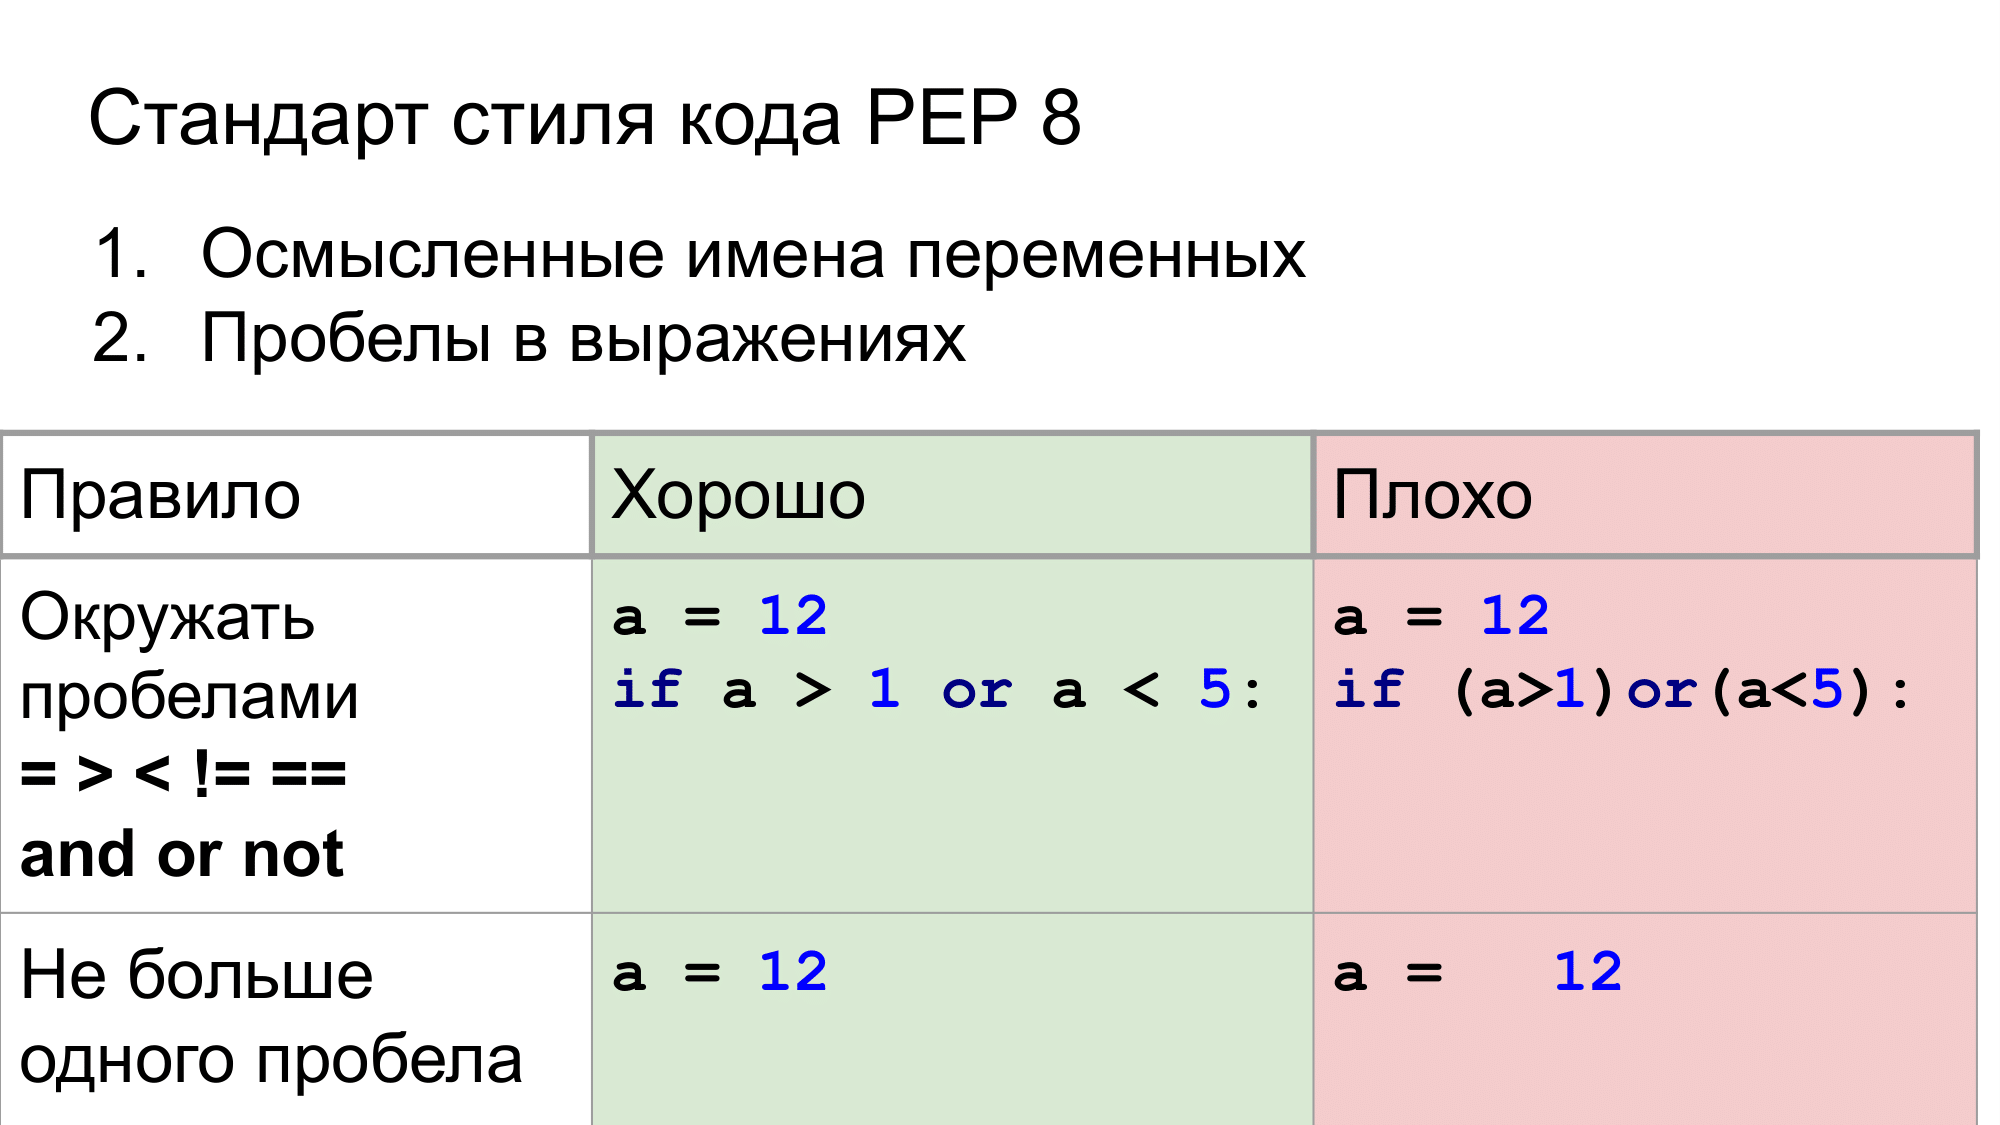 Стандарт стиля кода PEP 8
1. Осмысленные имена переменных
2. Пробелы в выражениях
Правило
Хорошо
Плохо
Окружать
пробелами
= > < != ==
and or not
a = 12
if a > 1 or a < 5:
a = 12
if (a>1)or(a<5):
Не больше
одного пробела
a = 12
a =   12